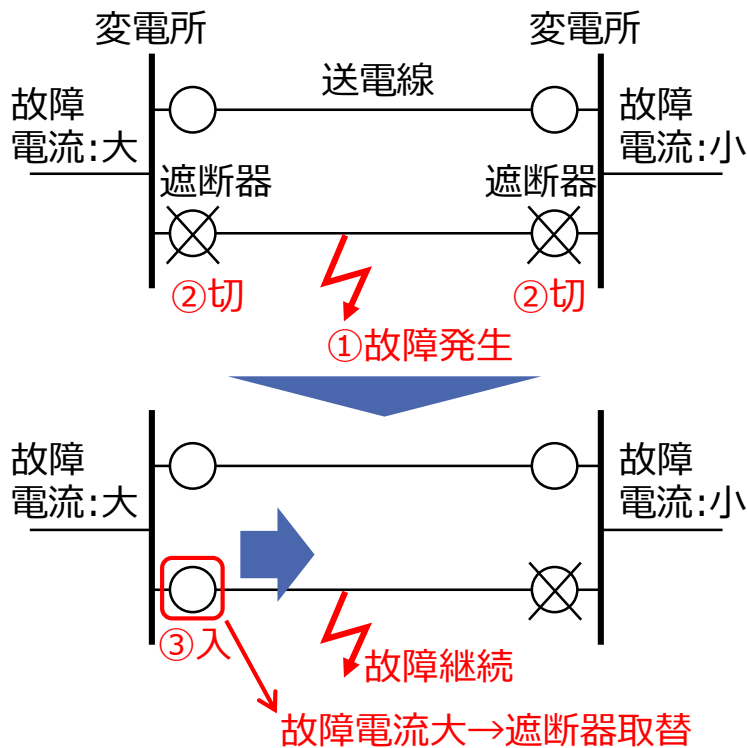 変電所
変電所
送電線
故障
電流:大
故障
電流:小
遮断器
遮断器
②切
②切
①故障発生
故障
電流:大
故障
電流:小
③入
故障継続
故障電流大→遮断器取替